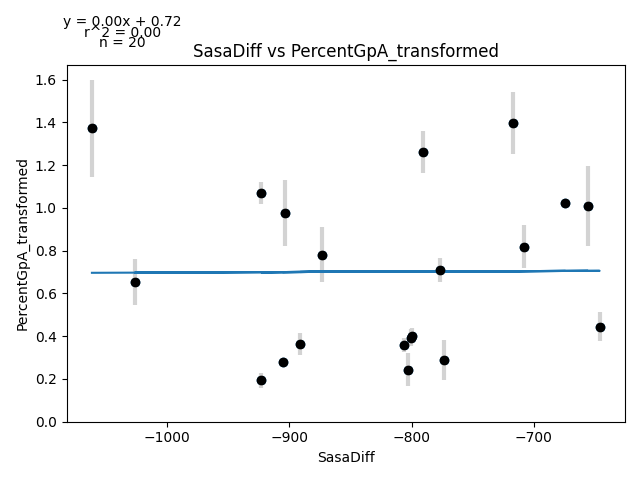 y = 0.00x + 0.72
r^2 = 0.00
n = 20
SasaDiff vs PercentGpA_transformed
PercentGpA_transformed
1.6
1.4
1.2
1.0
0.8
0.6
0.4
0.2
0.0
−1000
−900
−800
−700
SasaDiff